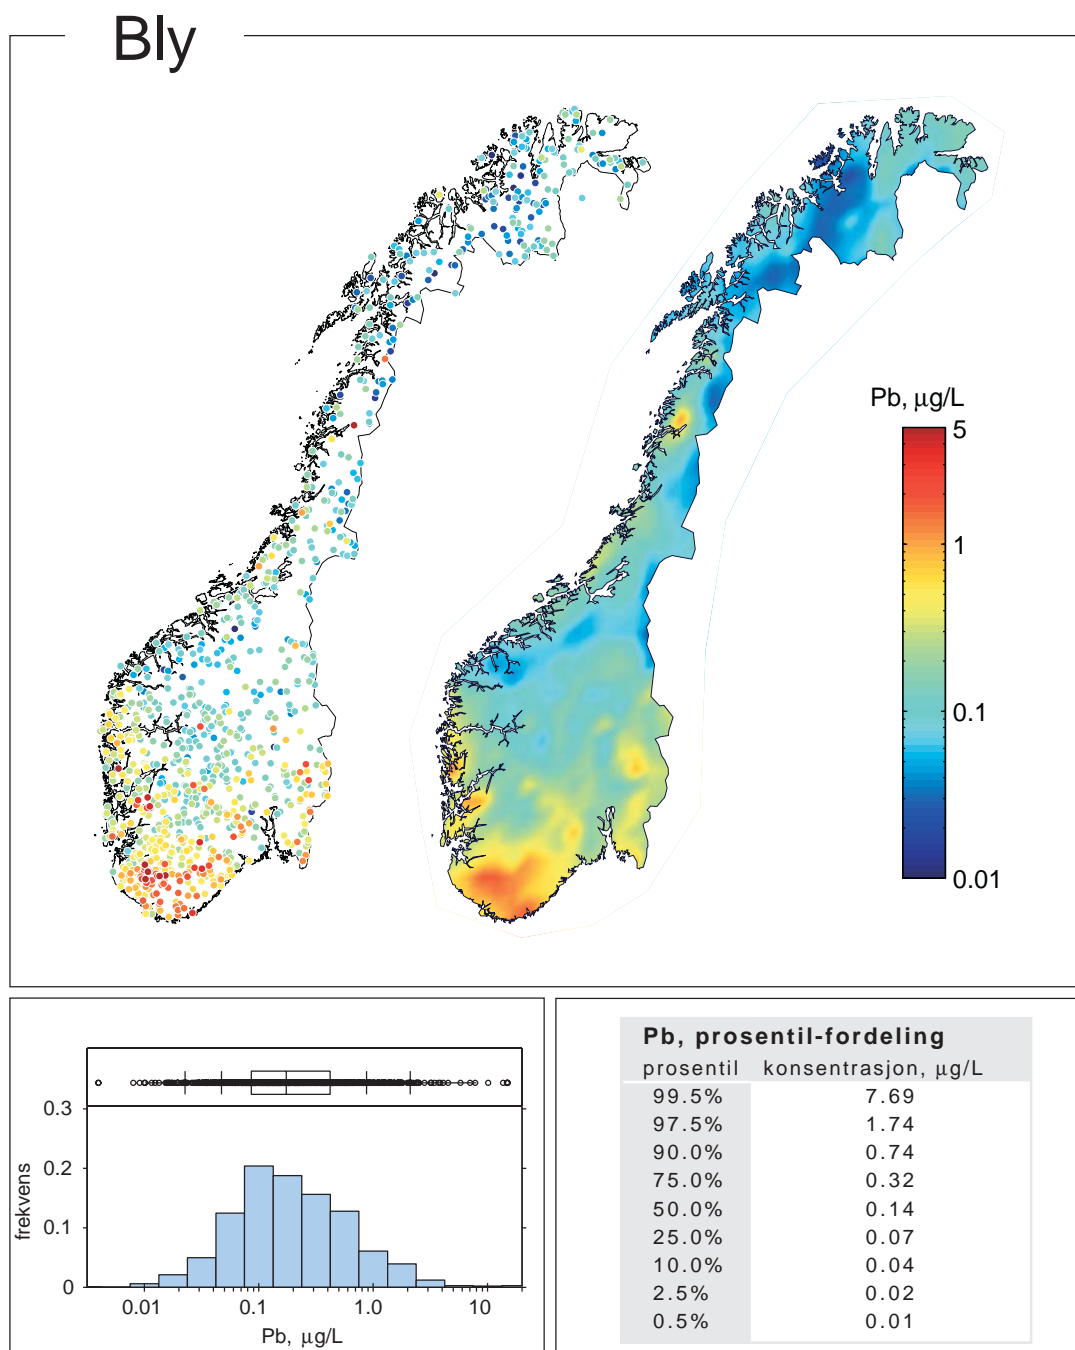 Bly
Pb, µg/L
5
1
0.1
0.01
0.3
0.2
0.1
0
frekvens
0.01 0.1 1.0 10
Pb, µg/L
Pb, prosentil-fordeling
prosentil konsentrasjon, µg/L
99.5% 7.69
97.5% 1.74
90.0% 0.74
75.0% 0.32
50.0% 0.14
25.0% 0.07
10.0% 0.04
2.5% 0.02
0.5% 0.01